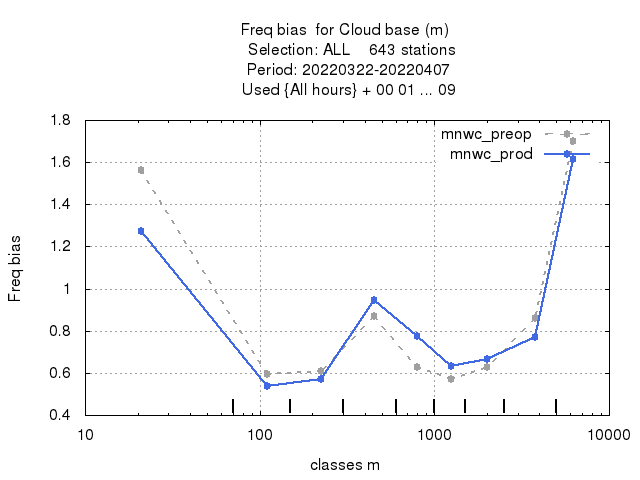 Freq bias  for Cloud base (m)
Selection: ALL    643 stations
Period: 20220322-20220407
Used {All hours} + 00 01 ... 09
mnwc_preop
mnwc_prod
1.8
1.6
1.4
1.2
1
0.8
0.6
0.4
Freq bias
10
100
1000
10000
classes m